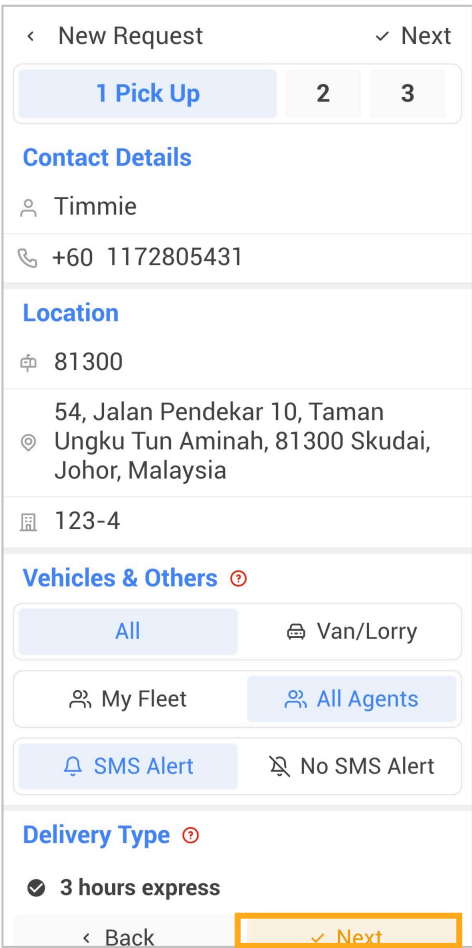 New Request Next
1 Pick Up 2 3
Contact Details
Timmie
+60 1172805431
Location
81300
54, Jalan Pendekar 10, Taman
Ungku Tun Aminah, 81300 Skudai,
Johor, Malaysia
123-4
Vehicles & Others
All Van/Lorry
My Fleet All Agents
SMS Alert No SMS Alert
Delivery Type
3 hours express
Back Next